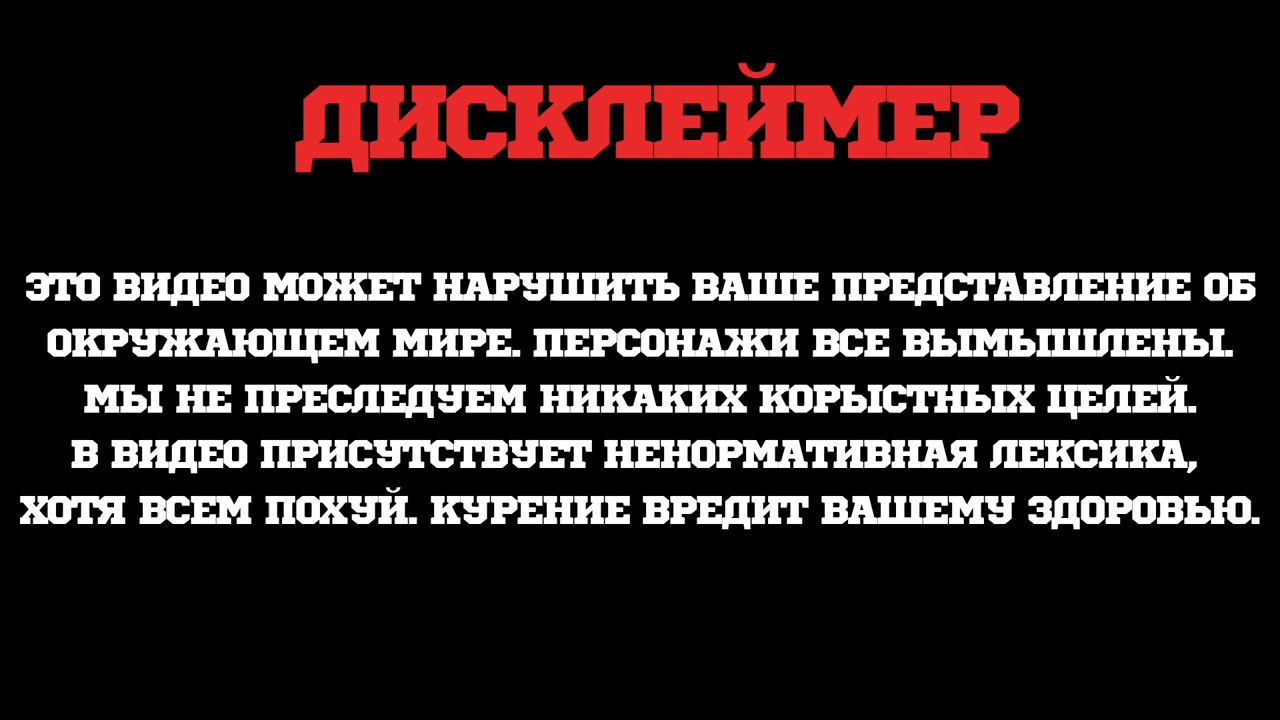 ДИСКЛЕЙМЕР
ЭТО ВИДЕО МОЖЕТ НАРУШИТЬ ВАШЕ ПРЕДСТАВЛЕНИЕ ОБ
ОКРУЖАЮЩЕМ МИРЕ. ПЕРСОНАЖИ ВСЕ ВЫМЫШЛЕНЫ.
МЫ НЕ ПРЕСЛЕДУЕМ НИКАКИХ КОРЫСТНЫХ ЦЕЛЕЙ.
В ВИДЕО ПРИСУТСТВУЕТ НЕНОРМАТИВНАЯ ЛЕКСИКА,
ХОТЯ ВСЕМ ПОХУЙ. КУРЕНИЕ ВРЕДИТ ВАШЕМУ ЗДОРОВЬЮ.